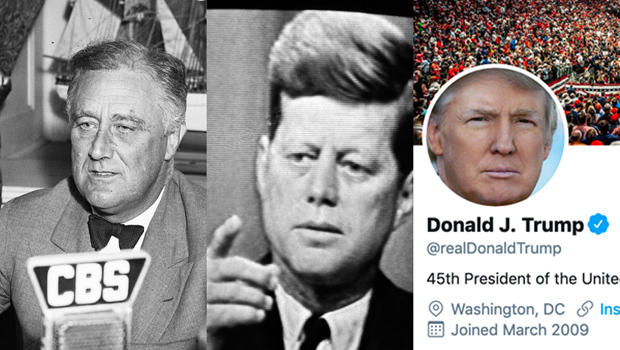 CBS
Donald J. Trump
@realDonaldTrump
45th President of the Unite
Washington, DC Ins
Joined March 2009